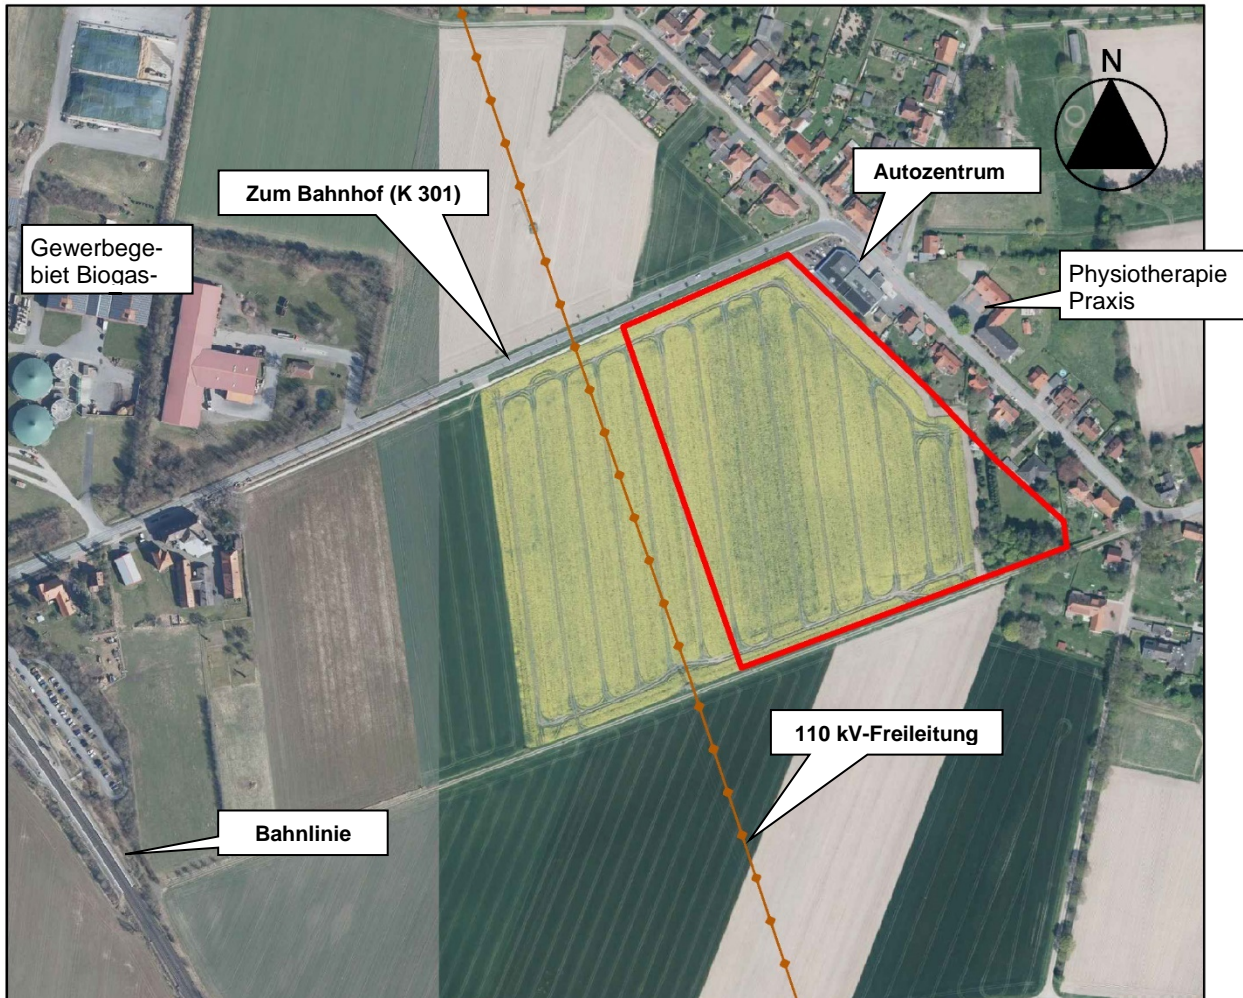 N
Autozentrum
Zum Bahnhof (K 301)
Gewerbege-
biet Biogas-
Physiotherapie
Praxis
110 kV-Freileitung
Bahnlinie